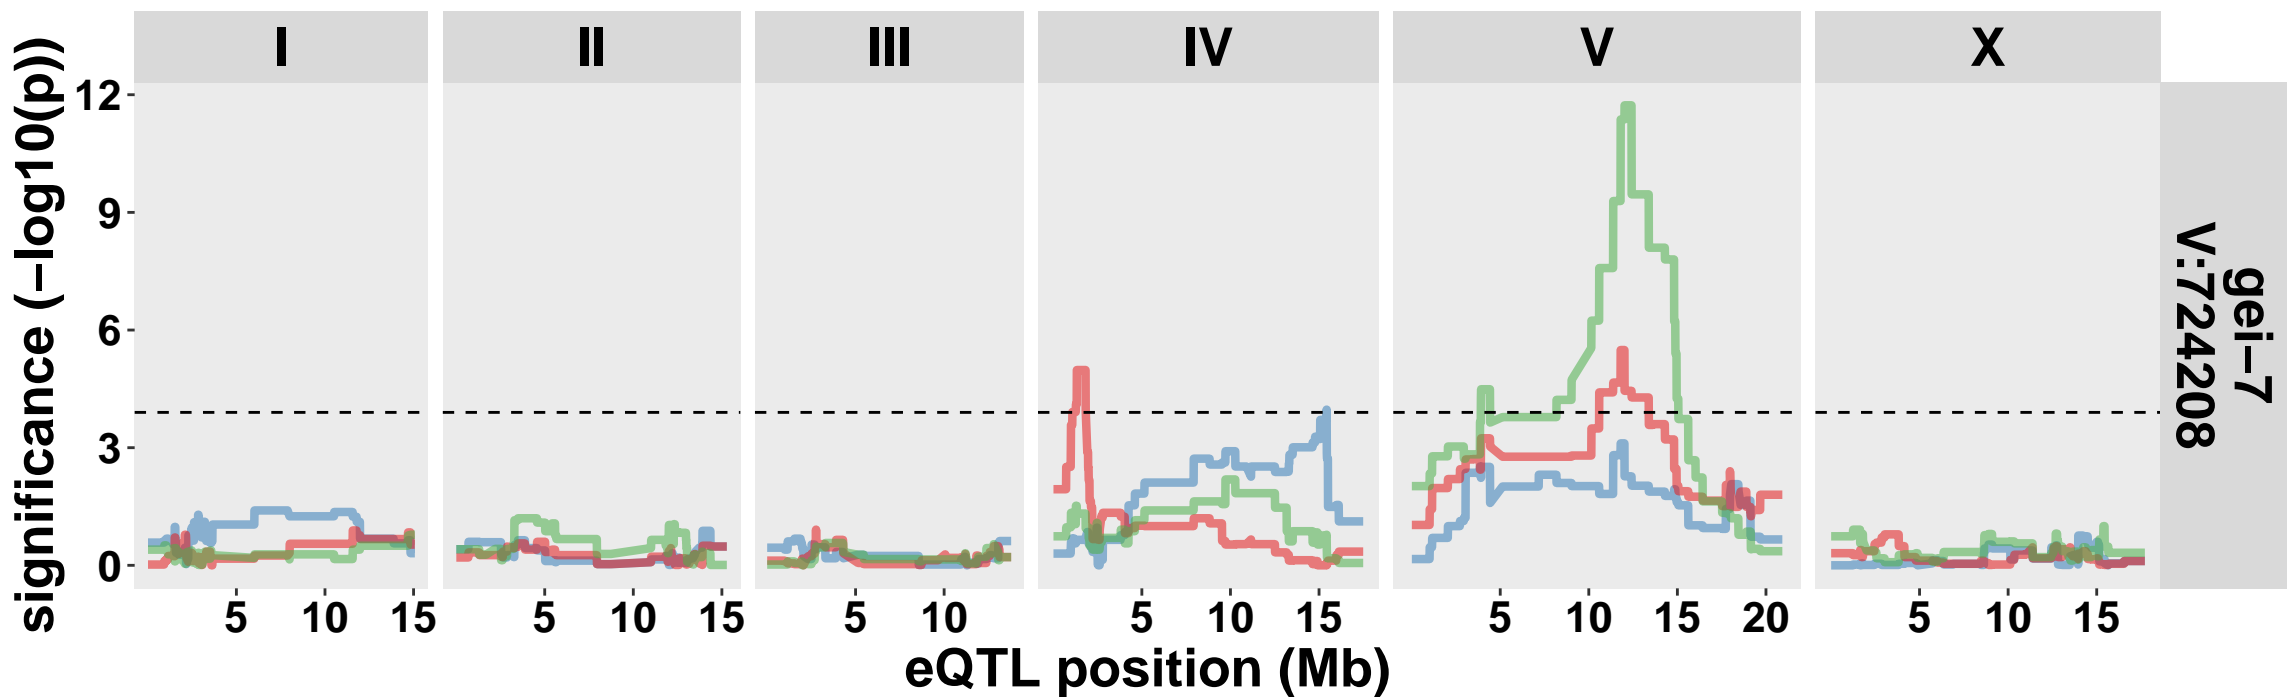 I II III IV V X
significance (−log10(p))
12
9
6
3
0
5 10 15 5 10 15 5 10 5 10 15 5 10 15 20 5 10 15
eQTL position (Mb)
gei−7
V:724208